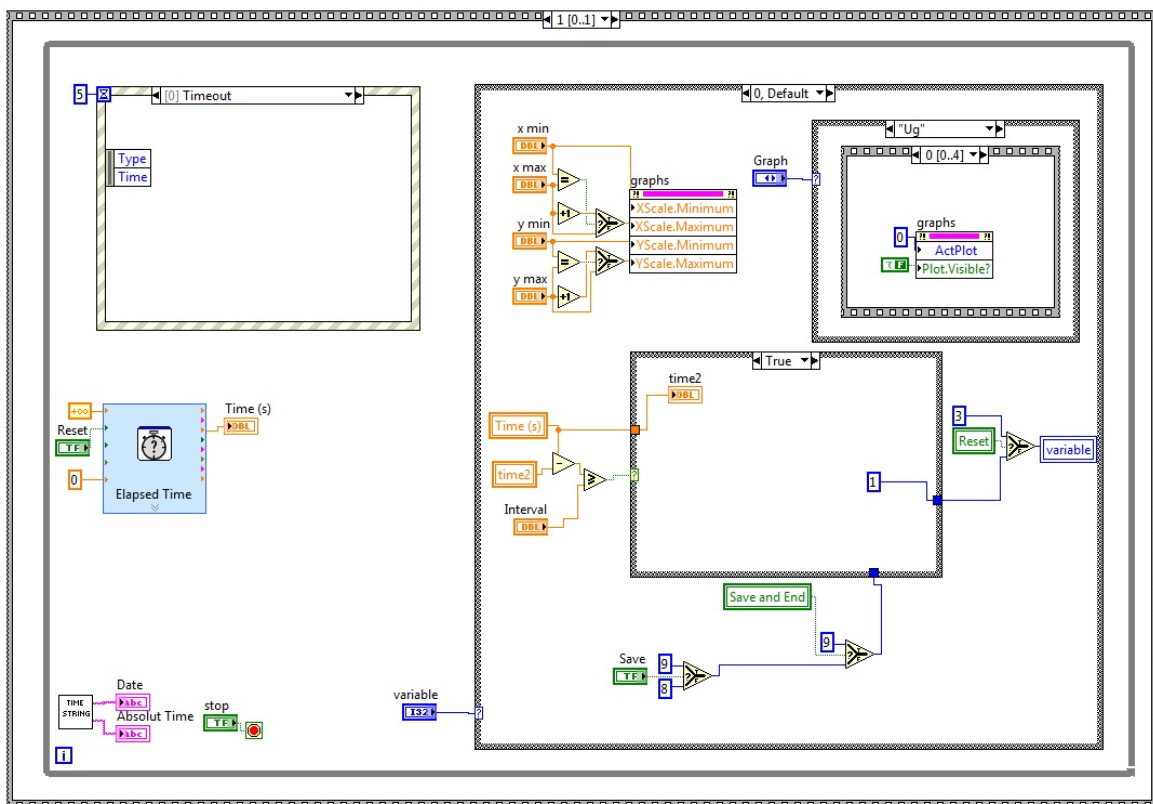 1 [0..1]
5
[0] Timeout
Type
Time
0, Default
x min
DBL
x max
DBL
=
+1
y min
DBL
=
y max
DBL
+1
graphs
XScale.Minimum
XScale.Maximum
YScale.Minimum
YScale.Maximum
Graph
"Ug"
0 [0..4]
graphs
0
ActPlot
F
Plot.Visible?
+∞
Reset
TF
0
Elapsed Time
Time (s)
DBL
True
time2
DBL
Time (s)
time2
-
≥
Interval
DBL
1
3
Reset
variable
Save and End
9
Save
TF
9
8
TIME
STRING
Date
abc
Absolut Time
abc
stop
TF
variable
I32
i